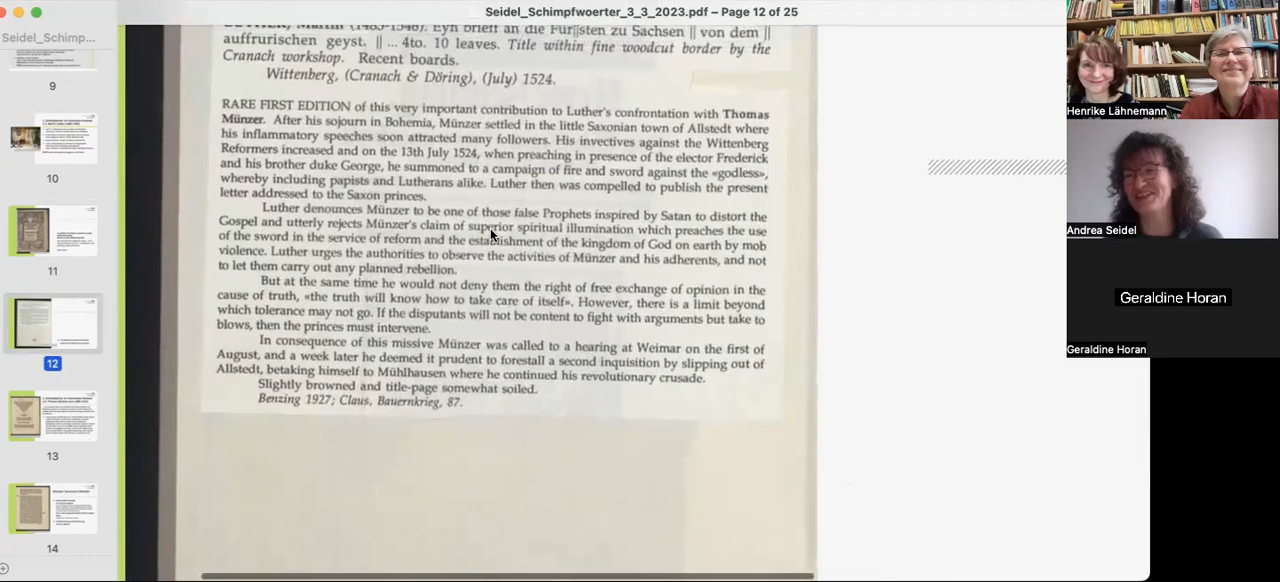 Seidel_Schimpfwoerter_3_3_2023.pdf – Page 12 of 25
Seidel_Schimp...
9
10
11
12
13
14
Martin (1483-1546). Eyn brieff an die Fur||sten zu Sachsen || von dem ||
auffrurischen geyst. || ... 4to. 10 leaves. Title within fine woodcut border by the
Cranach workshop. Recent boards.
Wittenberg, (Cranach & Döring), (July) 1524.
RARE FIRST EDITION of this very important contribution to Luther's confrontation with Thomas
Münzer. After his sojourn in Bohemia, Münzer settled in the little Saxonian town of Allstedt where
his inflammatory speeches soon attracted many followers. His invectives against the Wittenberg
Reformers increased and on the 13th July 1524, when preaching in presence of the elector Frederick
and his brother duke George, he summoned to a campaign of fire and sword against the «godless»,
whereby including papists and Lutherans alike. Luther then was compelled to publish the present
letter addressed to the Saxon princes.
Luther denounces Münzer to be one of those false Prophets inspired by Satan to distort the
Gospel and utterly rejects Münzer's claim of superior spiritual illumination which preaches the use
of the sword in the service of reform and the establishment of the kingdom of God on earth by mob
violence. Luther urges the authorities to observe the activities of Münzer and his adherents, and not
to let them carry out any planned rebellion.
But at the same time he would not deny them the right of free exchange of opinion in the
cause of truth, «the truth will know how to take care of itself». However, there is a limit beyond
which tolerance may not go. If the disputants will not be content to fight with arguments but take to
blows, then the princes must intervene.
In consequence of this missive Münzer was called to a hearing at Weimar on the first of
August, and a week later he deemed it prudent to forestall a second inquisition by slipping out of
Allstedt, betaking himself to Mühlhausen where he continued his revolutionary crusade.
Slightly browned and title-page somewhat soiled.
Benzing 1927; Claus, Bauernkrieg, 87.
Henrike Lähnemann
Andrea Seidel
Geraldine Horan
Geraldine Horan